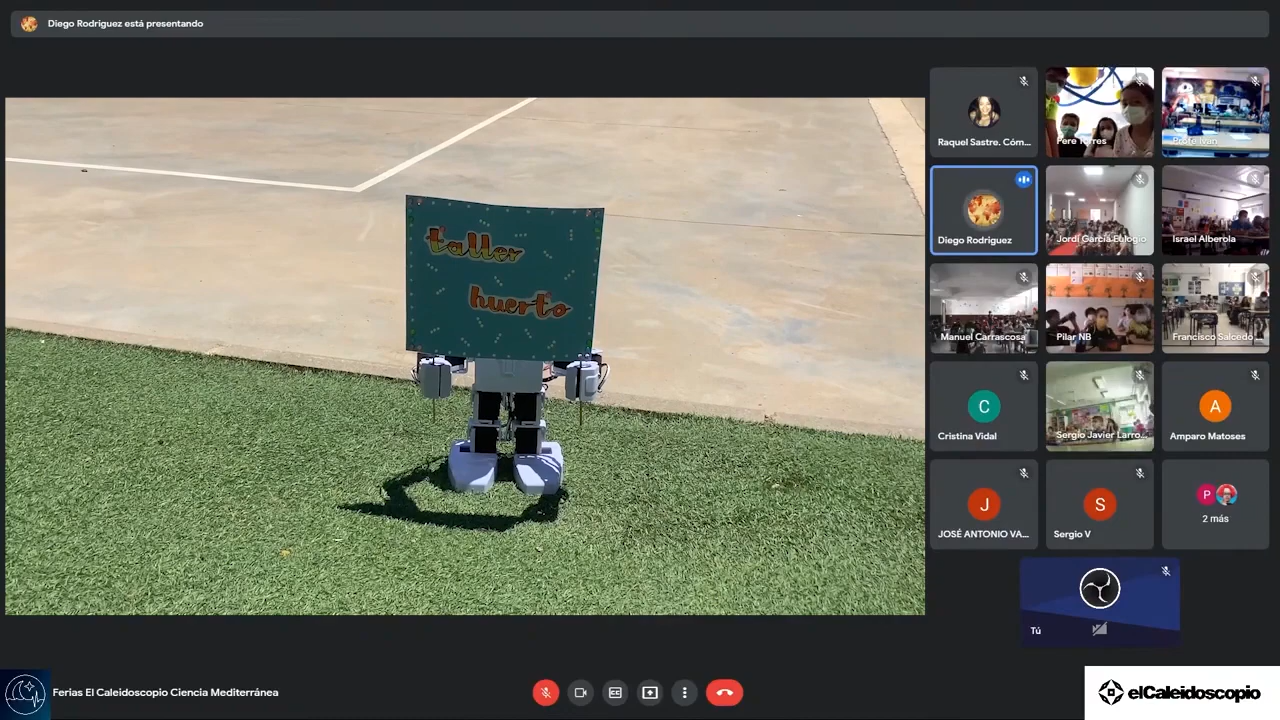 Diego Rodriguez está presentando
taller
huerto
Raquel Sastre. Cóm...
Pere Torres
Profe Iván
Diego Rodriguez
Jordi García Eulogio
Israel Alberola
Manuel Carrascosa
Pilar NB
Francisco Salcedo
C
Cristina Vidal
Sergio Javier Larro...
A
Amparo Matoses
J
JOSÉ ANTONIO VA...
S
Sergio V
P
2 más
Tú
Ferias El Caleidoscopio Ciencia Mediterránea
elCaleidoscopio